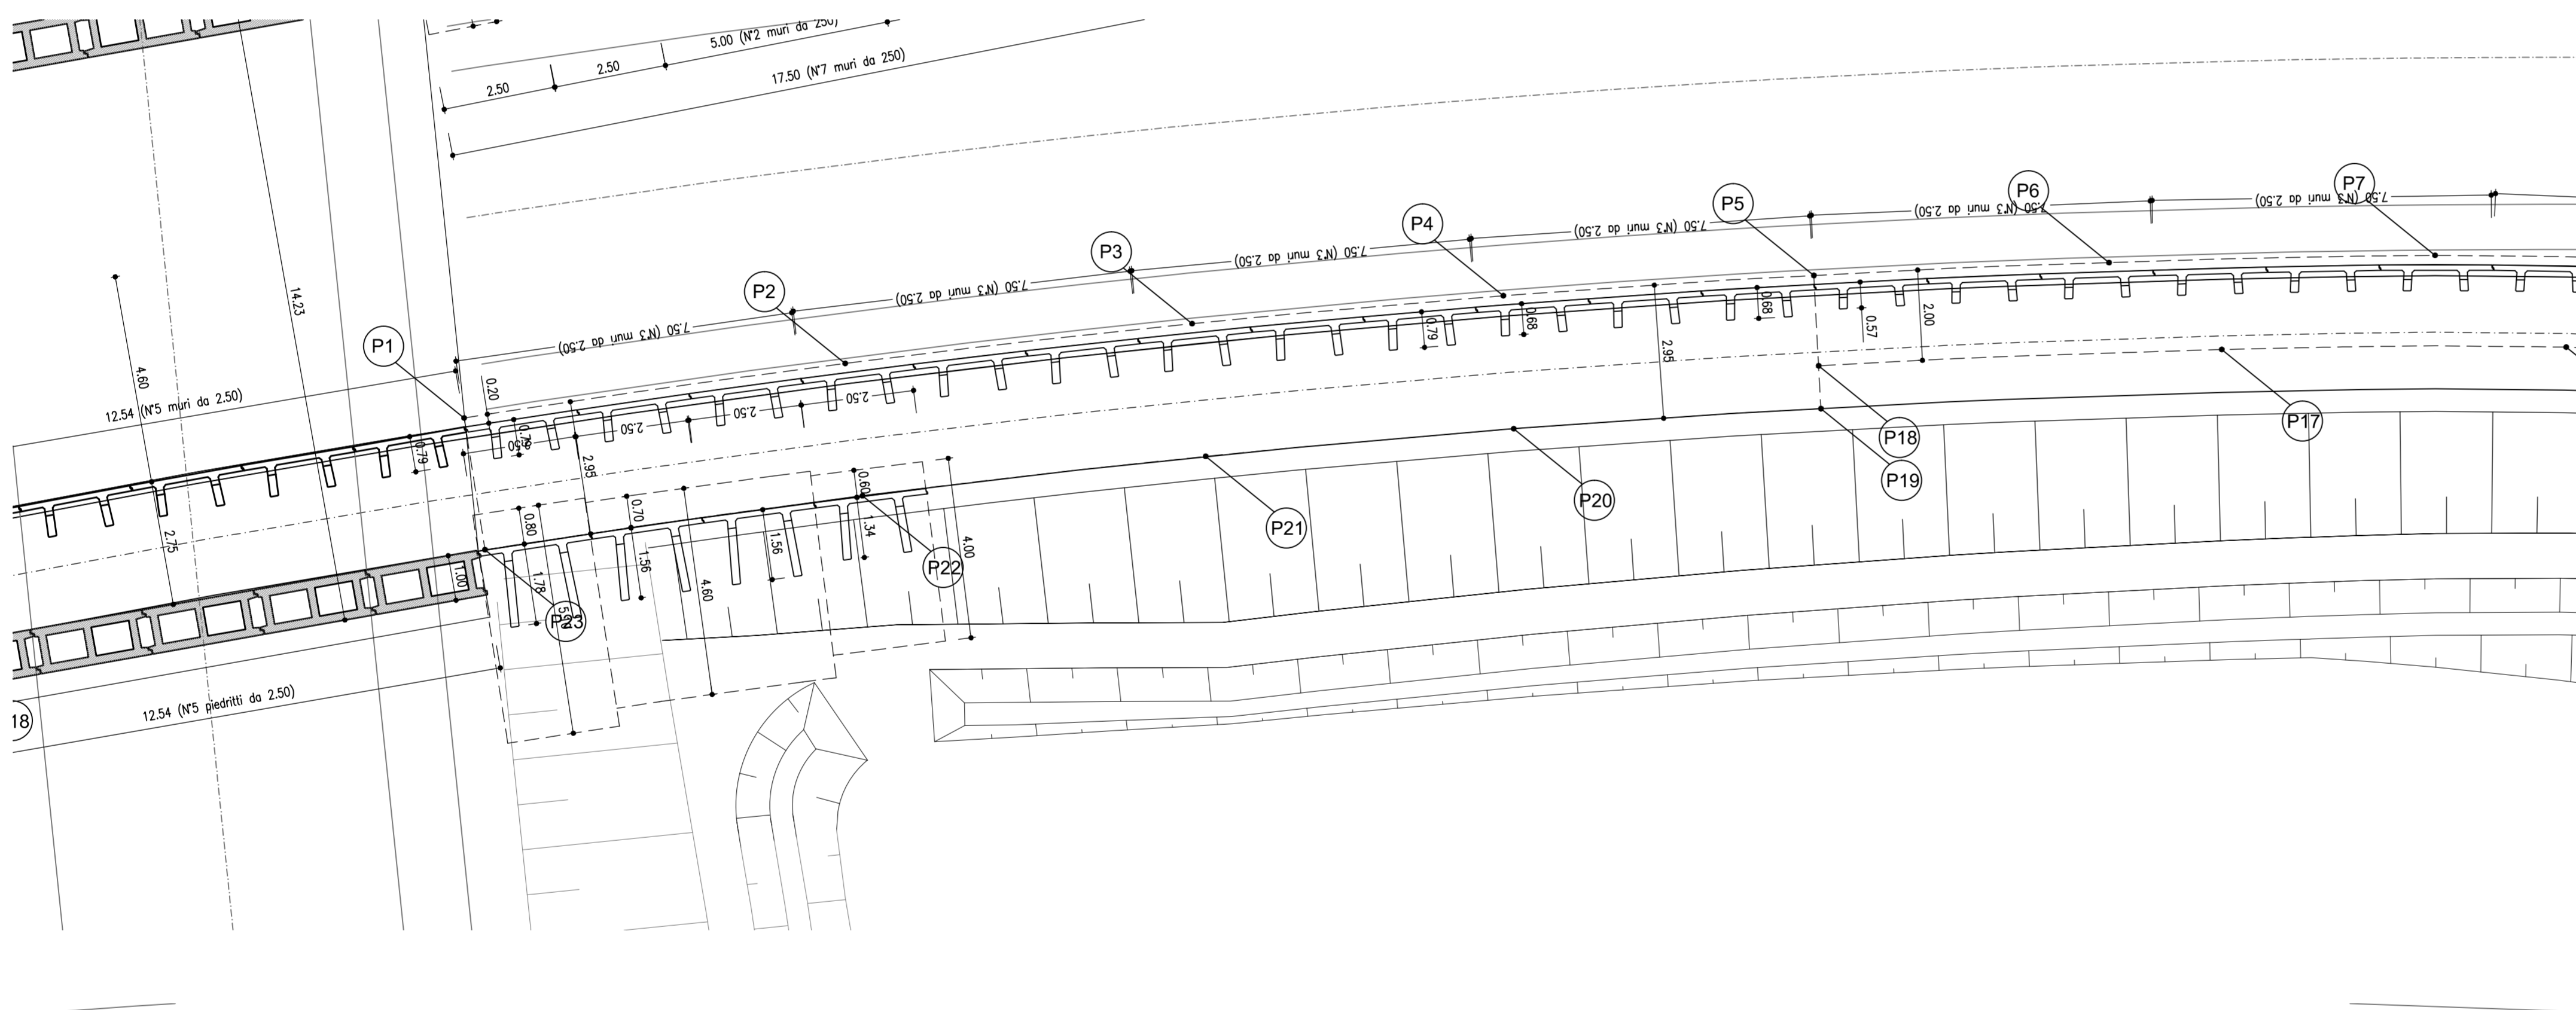 5.00 (N°2 muri da 250)
2.50
2.50
17.50 (N°7 muri da 250)
P7
P6
P5
P4
P3
P2
P1
7.50 (N°3 muri da 2.50)
7.50 (N°3 muri da 2.50)
7.50 (N°3 muri da 2.50)
7.50 (N°3 muri da 2.50)
7.50 (N°3 muri da 2.50)
7.50 (N°3 muri da 2.50)
14.23
4.60
12.54 (N°5 muri da 2.50)
0.20
0.79
0.79
2.50
2.50
2.50
2.50
2.95
0.79
0.68
2.95
0.68
0.57
2.00
P17
P18
P19
P20
P21
P22
2.75
1.00
0.80
1.78
0.70
1.56
4.60
1.56
0.60
1.34
4.00
12.54 (N°5 piedritti da 2.50)
18